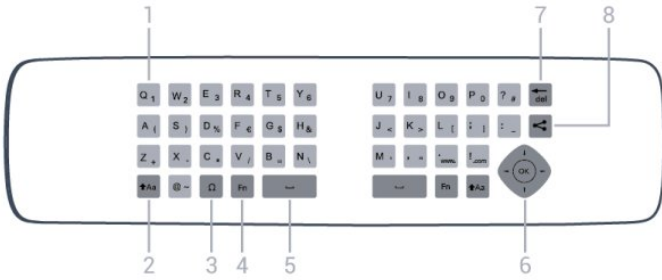 1 7 8
Q 1 W 2 E 3 R 4 T 5 Y 6 U 7 I 8 O 9 P 0 ? # del
A ( S ) D % F € G $ H & J < K > L [ ; ] : _
Z + X - C * V / B = N \ M ' , " . www. ! .com
Aa @ ~ Ω Fn Fn Aa OK
2 3 4 5 6